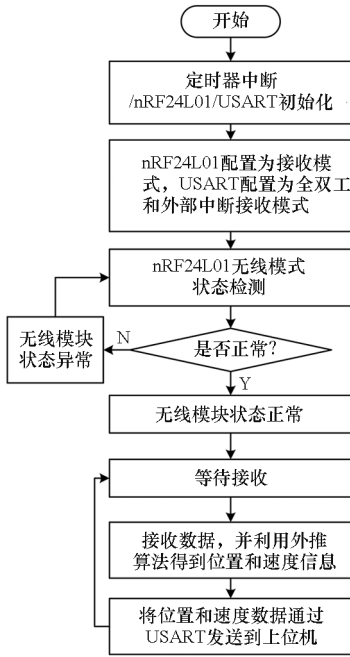 开始
定时器中断
/nRF24L01/USART初始化
nRF24L01配置为接收模
式，USART配置为全双工
和外部中断接收模式
nRF24L01无线模式
状态检测
无线模块
状态异常
N
是否正常?
Y
无线模块状态正常
等待接收
接收数据，并利用外推
算法得到位置和速度信息
将位置和速度数据通过
USART发送到上位机